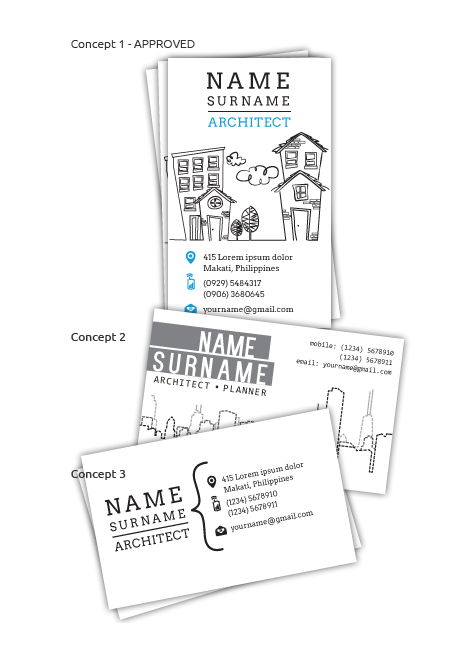 Concept 1 - APPROVED
NAME
SURNAME
ARCHITECT
415 Lorem ipsum dolor
Makati, Philippines
(0929) 5484317
(0906) 3680645
yourname@gmail.com
Concept 2
NAME
SURNAME
ARCHITECT • PLANNER
mobile: (1234) 5678910
(1234) 5678911
email: yourname@gmail.com
Concept 3
NAME
SURNAME
ARCHITECT
415 Lorem ipsum dolor
Makati, Philippines
(1234) 5678910
(1234) 5678911
yourname@gmail.com